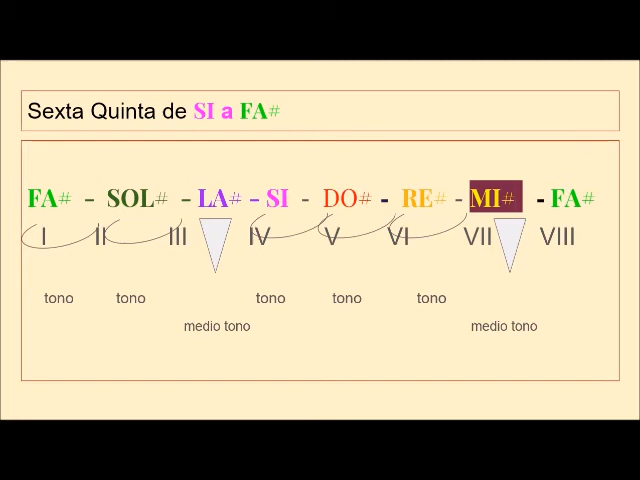 Sexta Quinta de SI a FA#
FA# - SOL# - LA# - SI - DO# - RE# - MI# - FA#
I II III IV V VI VII VIII
tono tono tono tono tono
medio tono medio tono